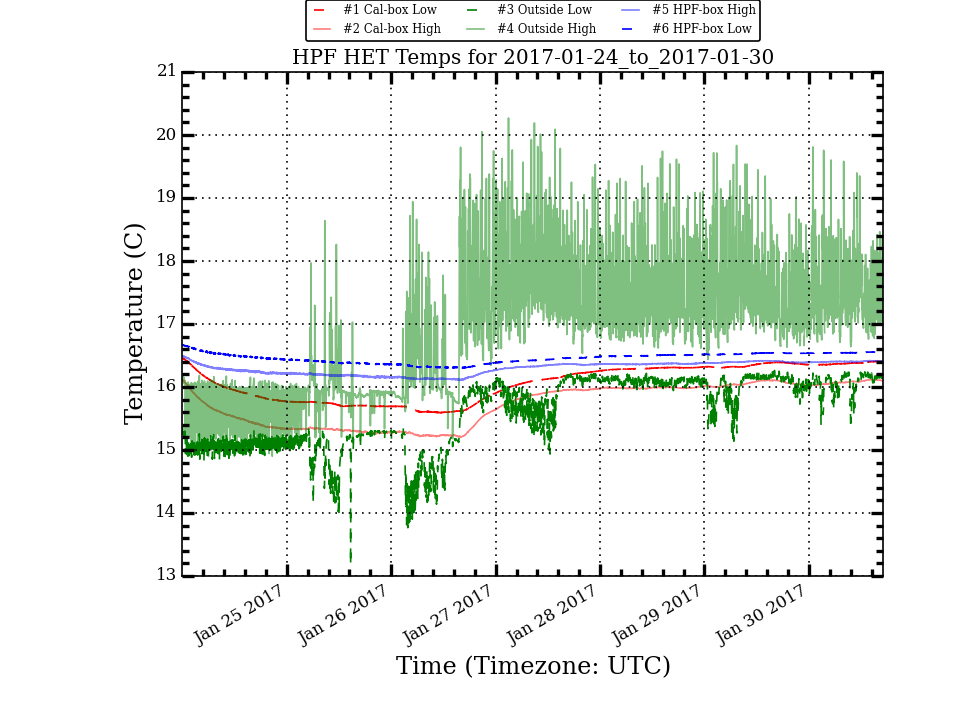 #1 Cal-box Low #3 Outside Low #5 HPF-box High
#2 Cal-box High #4 Outside High #6 HPF-box Low
HPF HET Temps for 2017-01-24_to_2017-01-30
21
20
19
18
17
16
15
14
13
Temperature (C)
Jan 25 2017 Jan 26 2017 Jan 27 2017 Jan 28 2017 Jan 29 2017 Jan 30 2017
Time (Timezone: UTC)